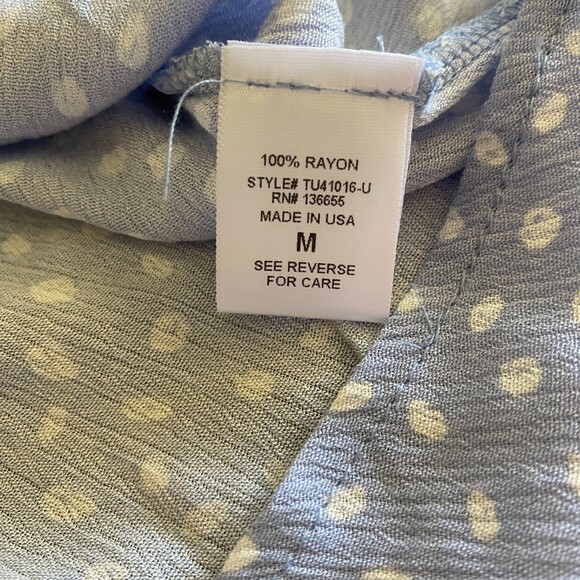 100% RAYON
STYLE# TU41016-U
RN# 136655
MADE IN USA
M
SEE REVERSE
FOR CARE